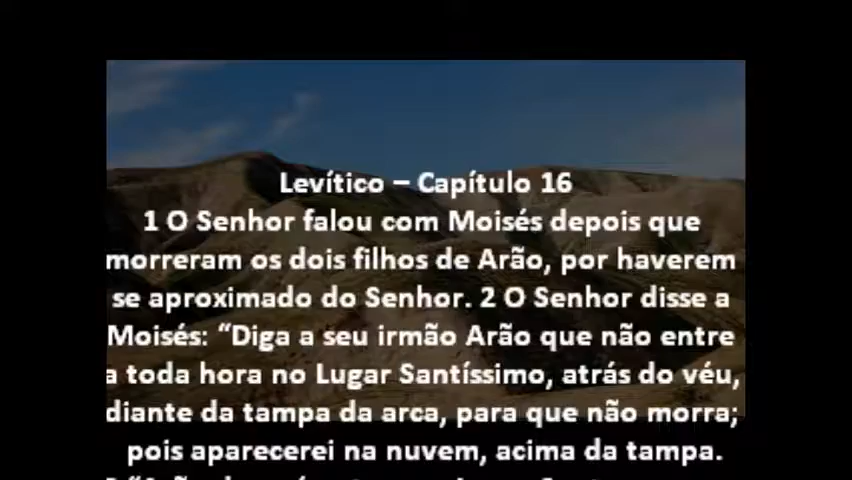 Levítico – Capítulo 16
1 O Senhor falou com Moisés depois que
morreram os dois filhos de Arão, por haverem
se aproximado do Senhor. 2 O Senhor disse a
Moisés: “Diga a seu irmão Arão que não entre
a toda hora no Lugar Santíssimo, atrás do véu,
diante da tampa da arca, para que não morra;
pois aparecerei na nuvem, acima da tampa.